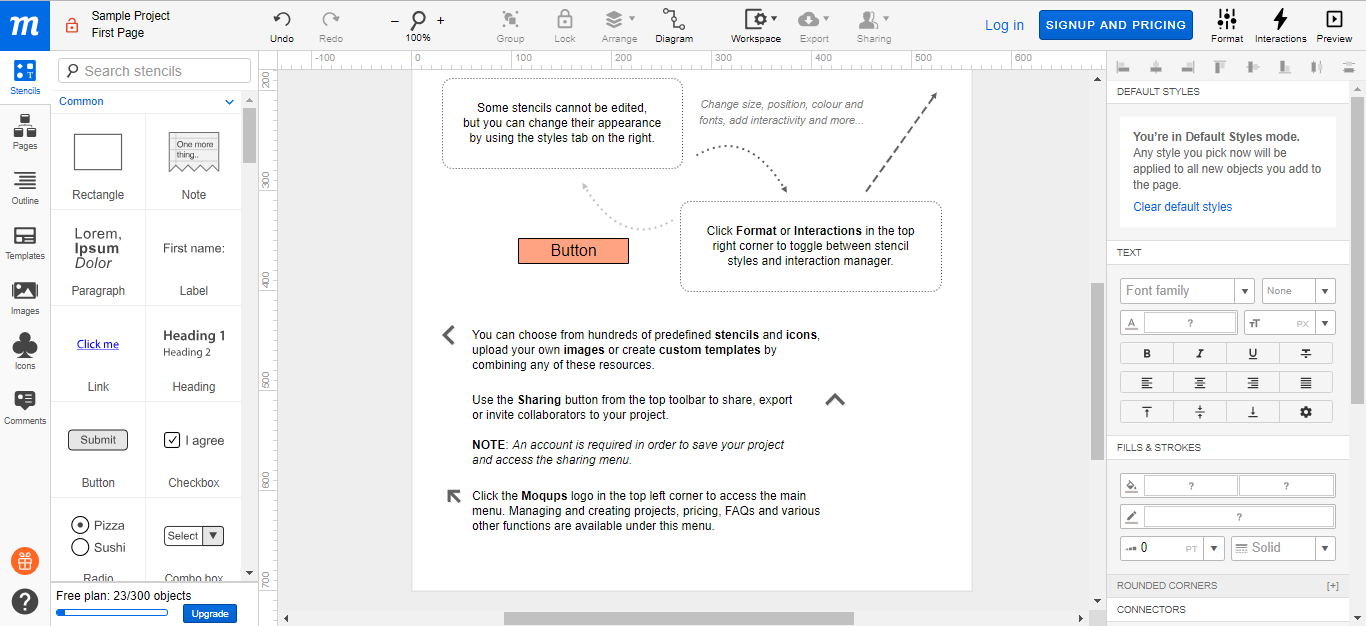 m
Sample Project
First Page
Undo
Redo
– 100% +
Group
Lock
Arrange
Diagram
Workspace
Export
Sharing
Log in
SIGNUP AND PRICING
Format
Interactions
Preview
Stencils
Pages
Outline
Templates
Images
Icons
Comments
Search stencils
Common
One more
thing..
Rectangle
Note
Lorem,
Ipsum
Dolor
First name:
Paragraph
Label
Click me
Heading 1
Heading 2
Link
Heading
Submit
I agree
Button
Checkbox
Pizza
Sushi
Select
Radio
Combo box
Free plan: 23/300 objects
Upgrade
-100 0 100 200 300 400 500 600
200
300
400
500
600
700
Some stencils cannot be edited,
but you can change their appearance
by using the styles tab on the right.
Change size, position, colour and
fonts, add interactivity and more...
Click Format or Interactions in the top
right corner to toggle between stencil
styles and interaction manager.
Button
You can choose from hundreds of predefined stencils and icons,
upload your own images or create custom templates by
combining any of these resources.
Use the Sharing button from the top toolbar to share, export
or invite collaborators to your project.
NOTE: An account is required in order to save your project
and access the sharing menu.
Click the Moqups logo in the top left corner to access the main
menu. Managing and creating projects, pricing, FAQs and various
other functions are available under this menu.
DEFAULT STYLES
You're in Default Styles mode.
Any style you pick now will be
applied to all new objects you add to
the page.
Clear default styles
TEXT
Font family
None
A ?
TT PX
B I U T
FILLS & STROKES
? ?
?
0 PT
Solid
ROUNDED CORNERS [+]
CONNECTORS
?